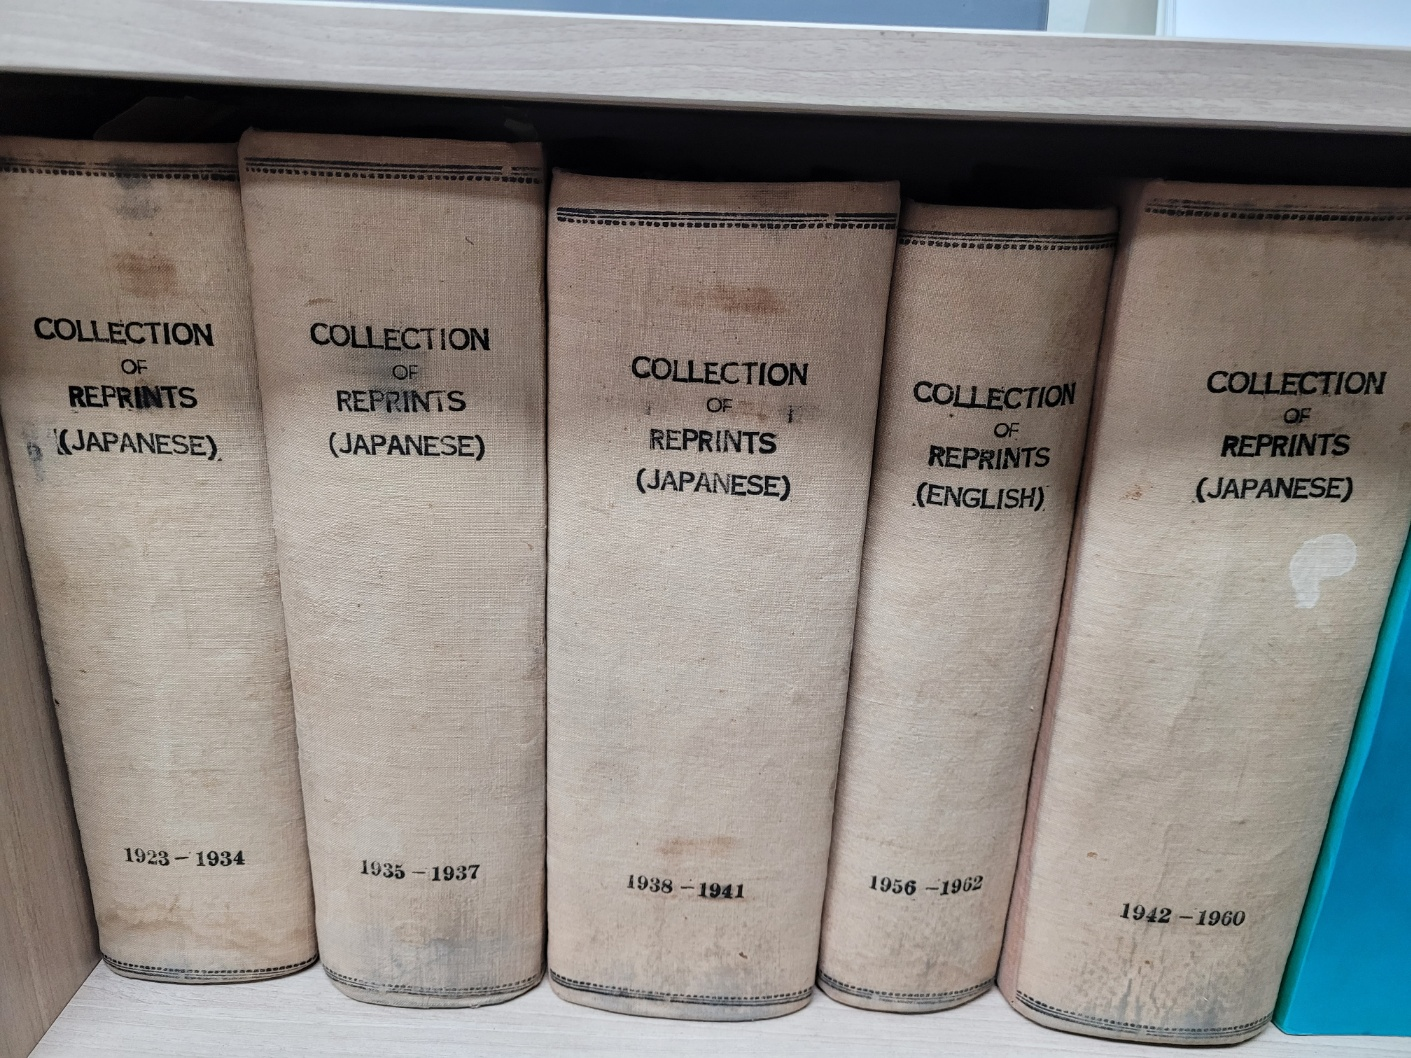 COLLECTION
OF
REPRINTS
(JAPANESE)
1923-1934
COLLECTION
OF
REPRINTS
(JAPANESE)
1935-1937
COLLECTION
OF
REPRINTS
(JAPANESE)
1938-1941
COLLECTION
OF
REPRINTS
(ENGLISH)
1956-1962
COLLECTION
OF
REPRINTS
(JAPANESE)
1942-1960